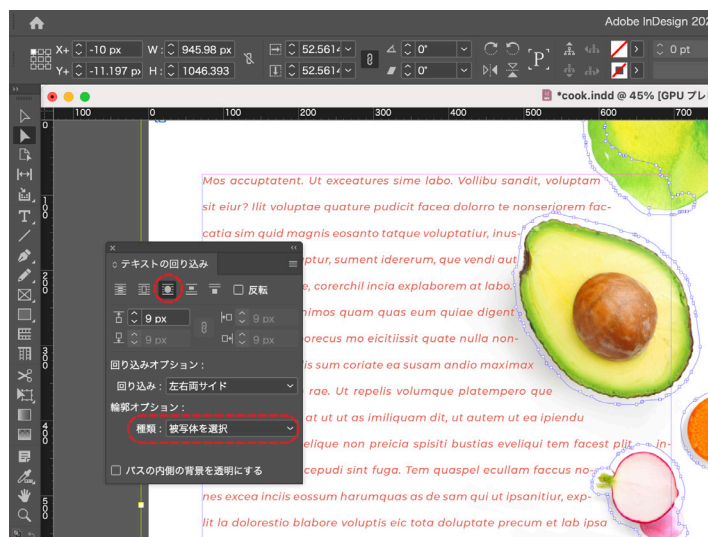 Adobe InDesign 202
X+ -10 px W : 945.98 px 52.561 0° 0 pt
Y+ -11.197 px H : 1046.393 52.561 0°
*cook.indd @ 45% [GPU プレ
100 0 100 200 300 400 500 600 700
0
100
200
300
400
500
Mos accuptatent. Ut exceatures sime labo. Vollibu sandit, voluptam
sit eiur? Ilit voluptae quature pudicit facea dolorro te nonseriorem fac-
catia sim quid magnis eosanto tatque voluptatiur, inus-
ptur, sument idererum, que vendi aut
e, corerchil incia explaborem at labo.
nimos quam quas eum quiae digent
orecus mo eicitiissit quate nulla non-
is sum coriate ea susam andio maximax
rae. Ut repelis volumque platempero que
at ut ut as imiliquam dit, ut autem ut ea ipiendu
elique non preicia spisiti bustias eveliqui tem facest plit in-
cepudi sint fuga. Tem quaspel ecullam faccus no-
nes excea inciis eossum harumquas as de sam qui ut ipsanitiur, exp-
lit la dolorestio blabore voluptis eic tota doluptate precum et lab ipsa
テキストの回り込み
反転
9 px 9 px
9 px 9 px
回り込みオプション :
回り込み : 左右両サイド
輪郭オプション :
種類 : 被写体を選択
パスの内側の背景を透明にする